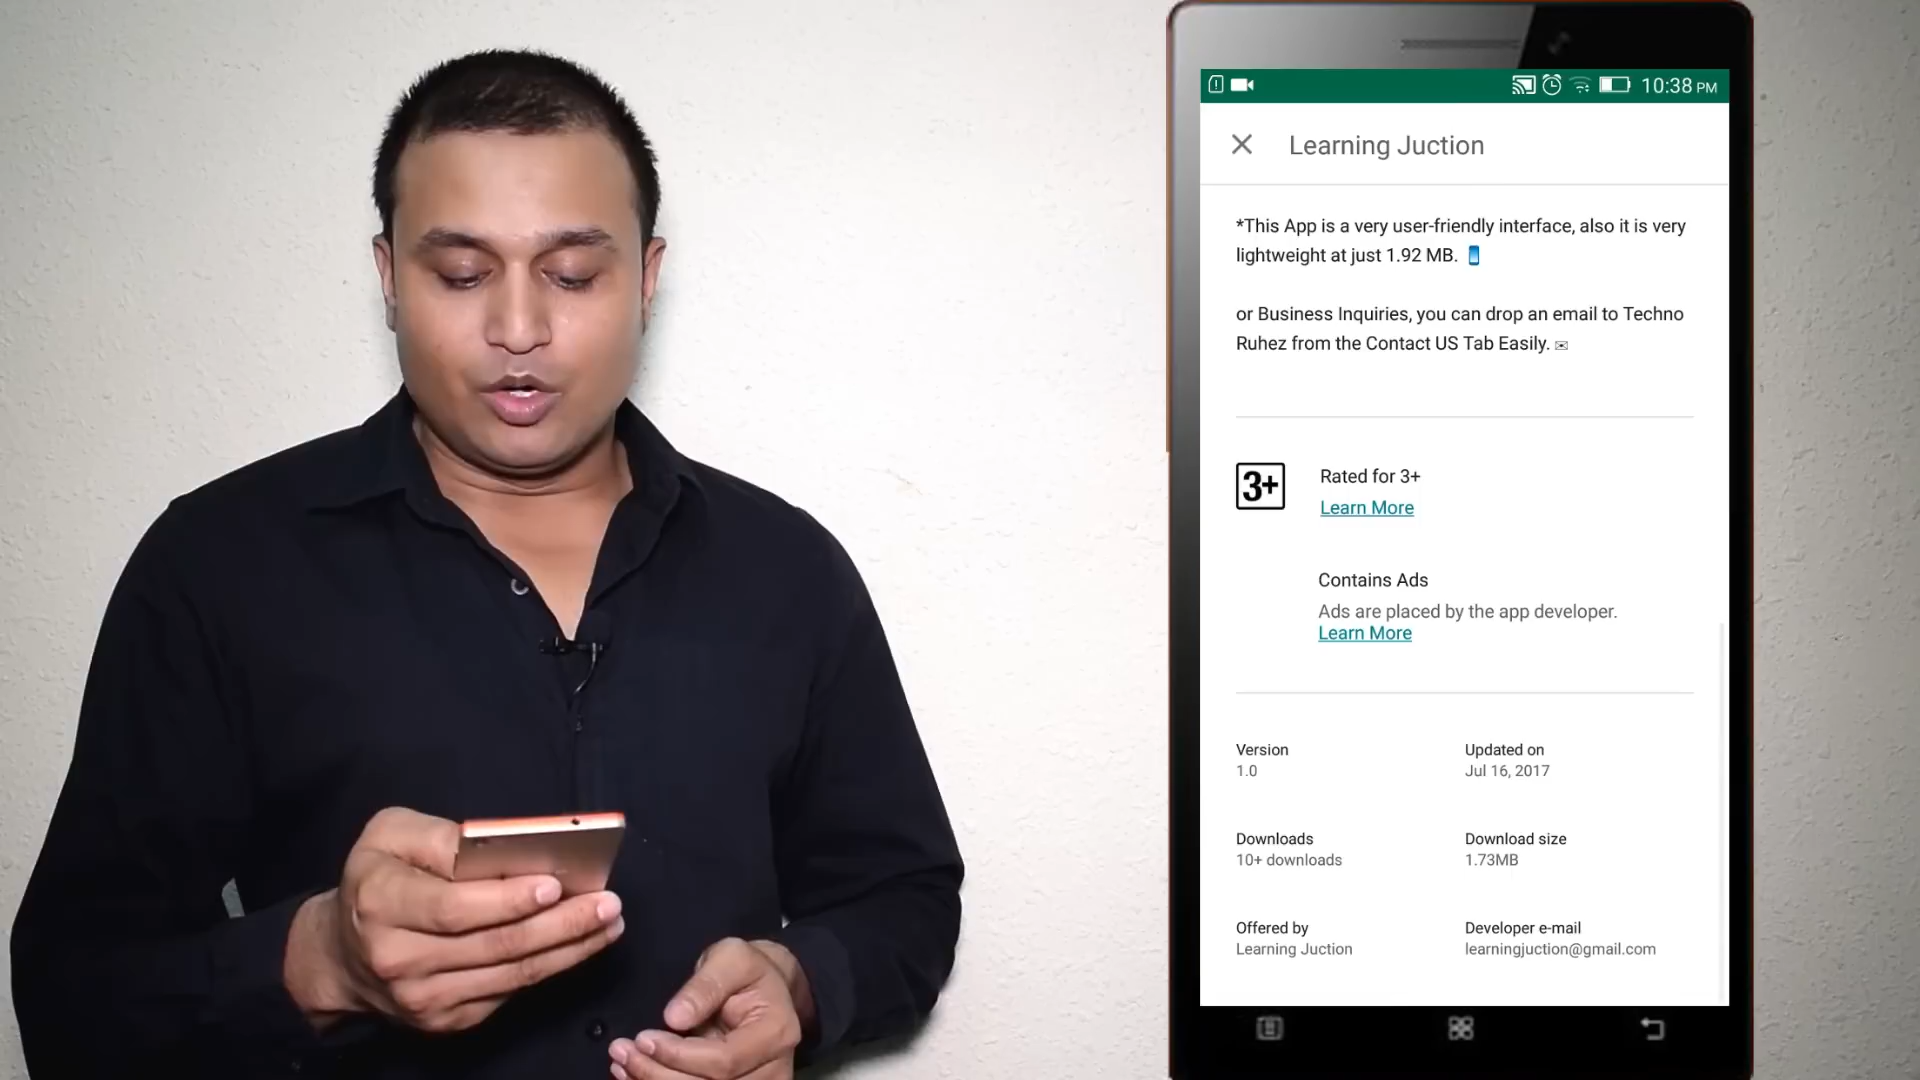 10:38 PM
Learning Juction
*This App is a very user-friendly interface, also it is very
lightweight at just 1.92 MB.
or Business Inquiries, you can drop an email to Techno
Ruhez from the Contact US Tab Easily.
3+
Rated for 3+
Learn More
Contains Ads
Ads are placed by the app developer.
Learn More
Version
1.0
Updated on
Jul 16, 2017
Downloads
10+ downloads
Download size
1.73MB
Offered by
Learning Juction
Developer e-mail
learningjuction@gmail.com